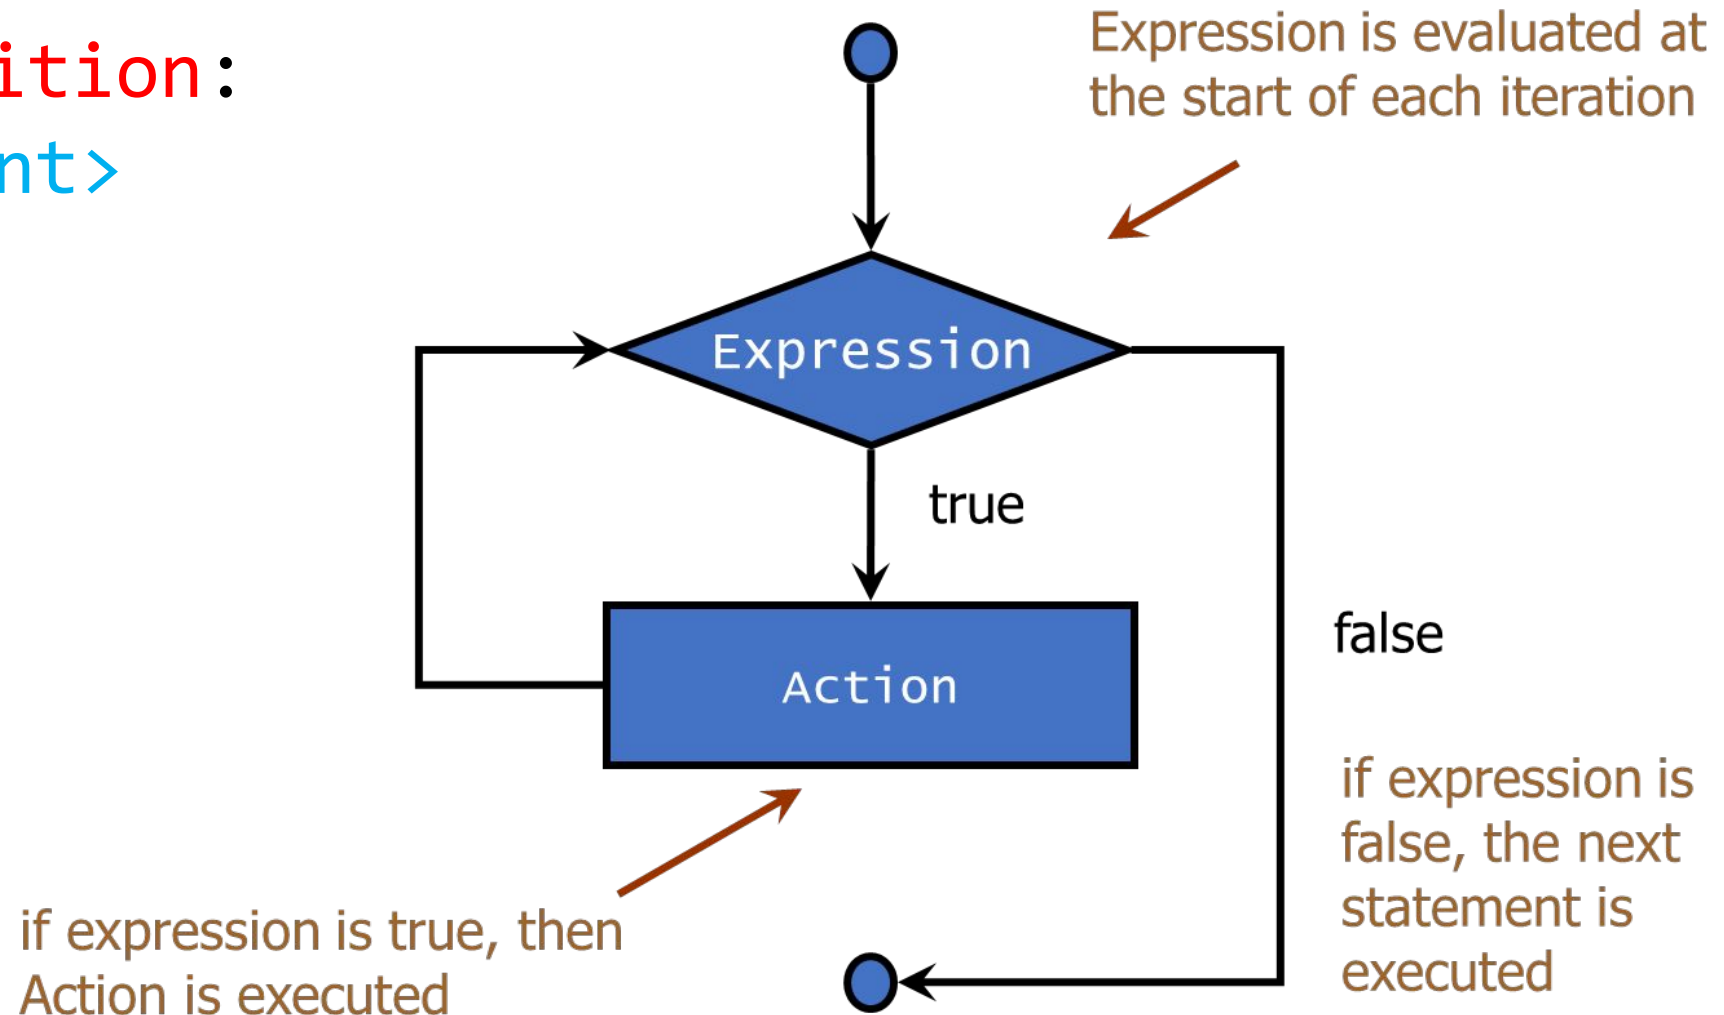 ition:
nt>
Expression is evaluated at
the start of each iteration
Expression
true
Action
false
if expression is
false, the next
statement is
executed
if expression is true, then
Action is executed